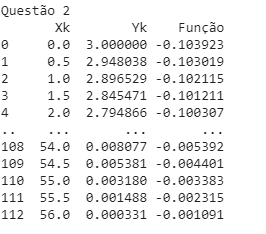 Questão 2
Xk Yk Função
0 0.0 3.000000 -0.103923
1 0.5 2.948038 -0.103019
2 1.0 2.896529 -0.102115
3 1.5 2.845471 -0.101211
4 2.0 2.794866 -0.100307
.. ... ... ...
108 54.0 0.008077 -0.005392
109 54.5 0.005381 -0.004401
110 55.0 0.003180 -0.003383
111 55.5 0.001488 -0.002315
112 56.0 0.000331 -0.001091